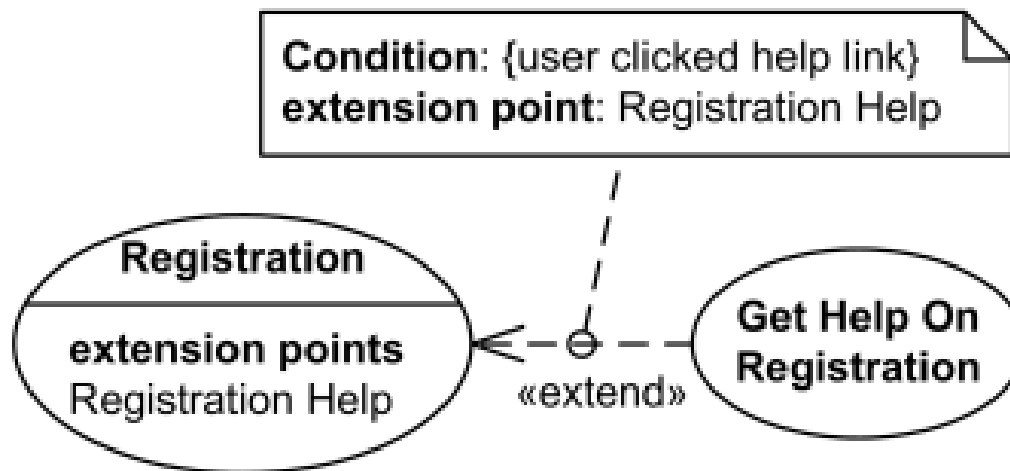 Condition: {user clicked help link}
extension point: Registration Help
Registration
extension points
Registration Help
«extend»
Get Help On
Registration